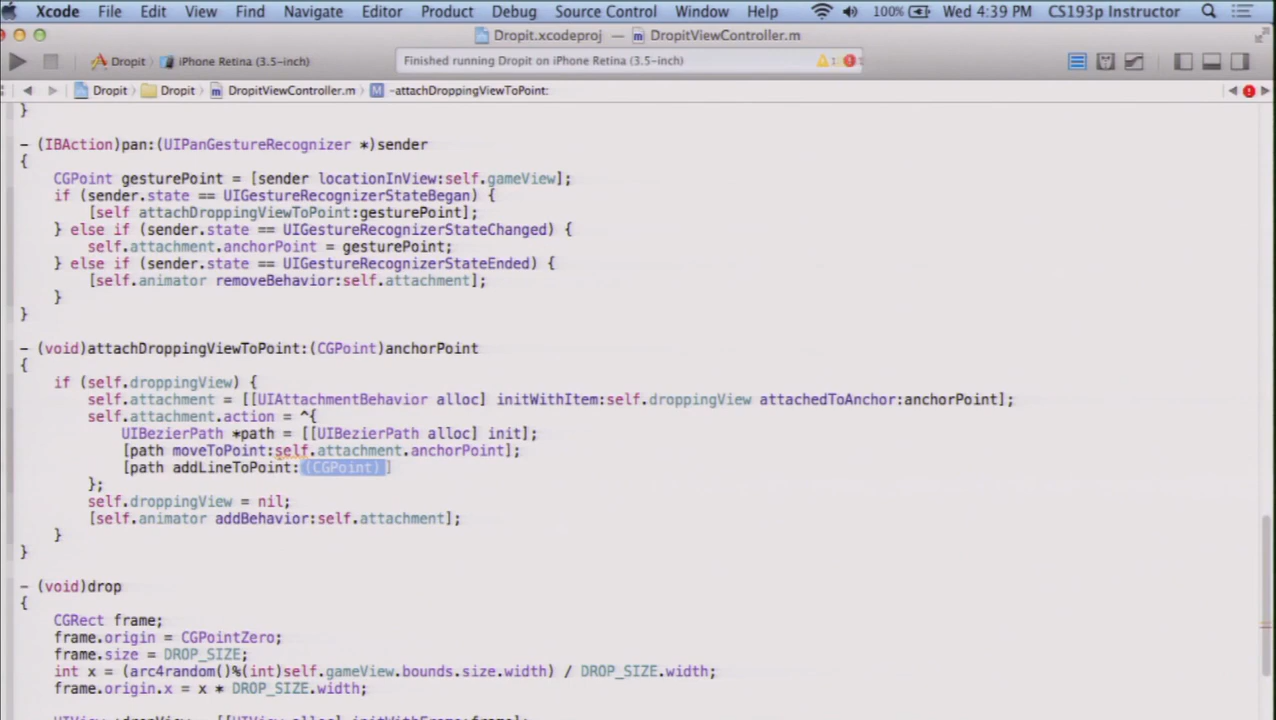 Xcode File Edit View Find Navigate Editor Product Debug Source Control Window Help 100% Wed 4:39 PM CS193p Instructor
Dropit.xcodeproj — DropitViewController.m
Dropit iPhone Retina (3.5-inch) Finished running Dropit on iPhone Retina (3.5-inch) 1
Dropit Dropit DropitViewController.m M -attachDroppingViewToPoint:
}
- (IBAction)pan:(UIPanGestureRecognizer *)sender
{
CGPoint gesturePoint = [sender locationInView:self.gameView];
if (sender.state == UIGestureRecognizerStateBegan) {
[self attachDroppingViewToPoint:gesturePoint];
} else if (sender.state == UIGestureRecognizerStateChanged) {
self.attachment.anchorPoint = gesturePoint;
} else if (sender.state == UIGestureRecognizerStateEnded) {
[self.animator removeBehavior:self.attachment];
}
}
- (void)attachDroppingViewToPoint:(CGPoint)anchorPoint
{
if (self.droppingView) {
self.attachment = [[UIAttachmentBehavior alloc] initWithItem:self.droppingView attachedToAnchor:anchorPoint];
self.attachment.action = ^{
UIBezierPath *path = [[UIBezierPath alloc] init];
[path moveToPoint:self.attachment.anchorPoint];
[path addLineToPoint:(CGPoint)]
};
self.droppingView = nil;
[self.animator addBehavior:self.attachment];
}
}
- (void)drop
{
CGRect frame;
frame.origin = CGPointZero;
frame.size = DROP_SIZE;
int x = (arc4random()%(int)self.gameView.bounds.size.width) / DROP_SIZE.width;
frame.origin.x = x * DROP_SIZE.width;
UIView *dropView = [[UIView alloc] initWithFrame:frame];